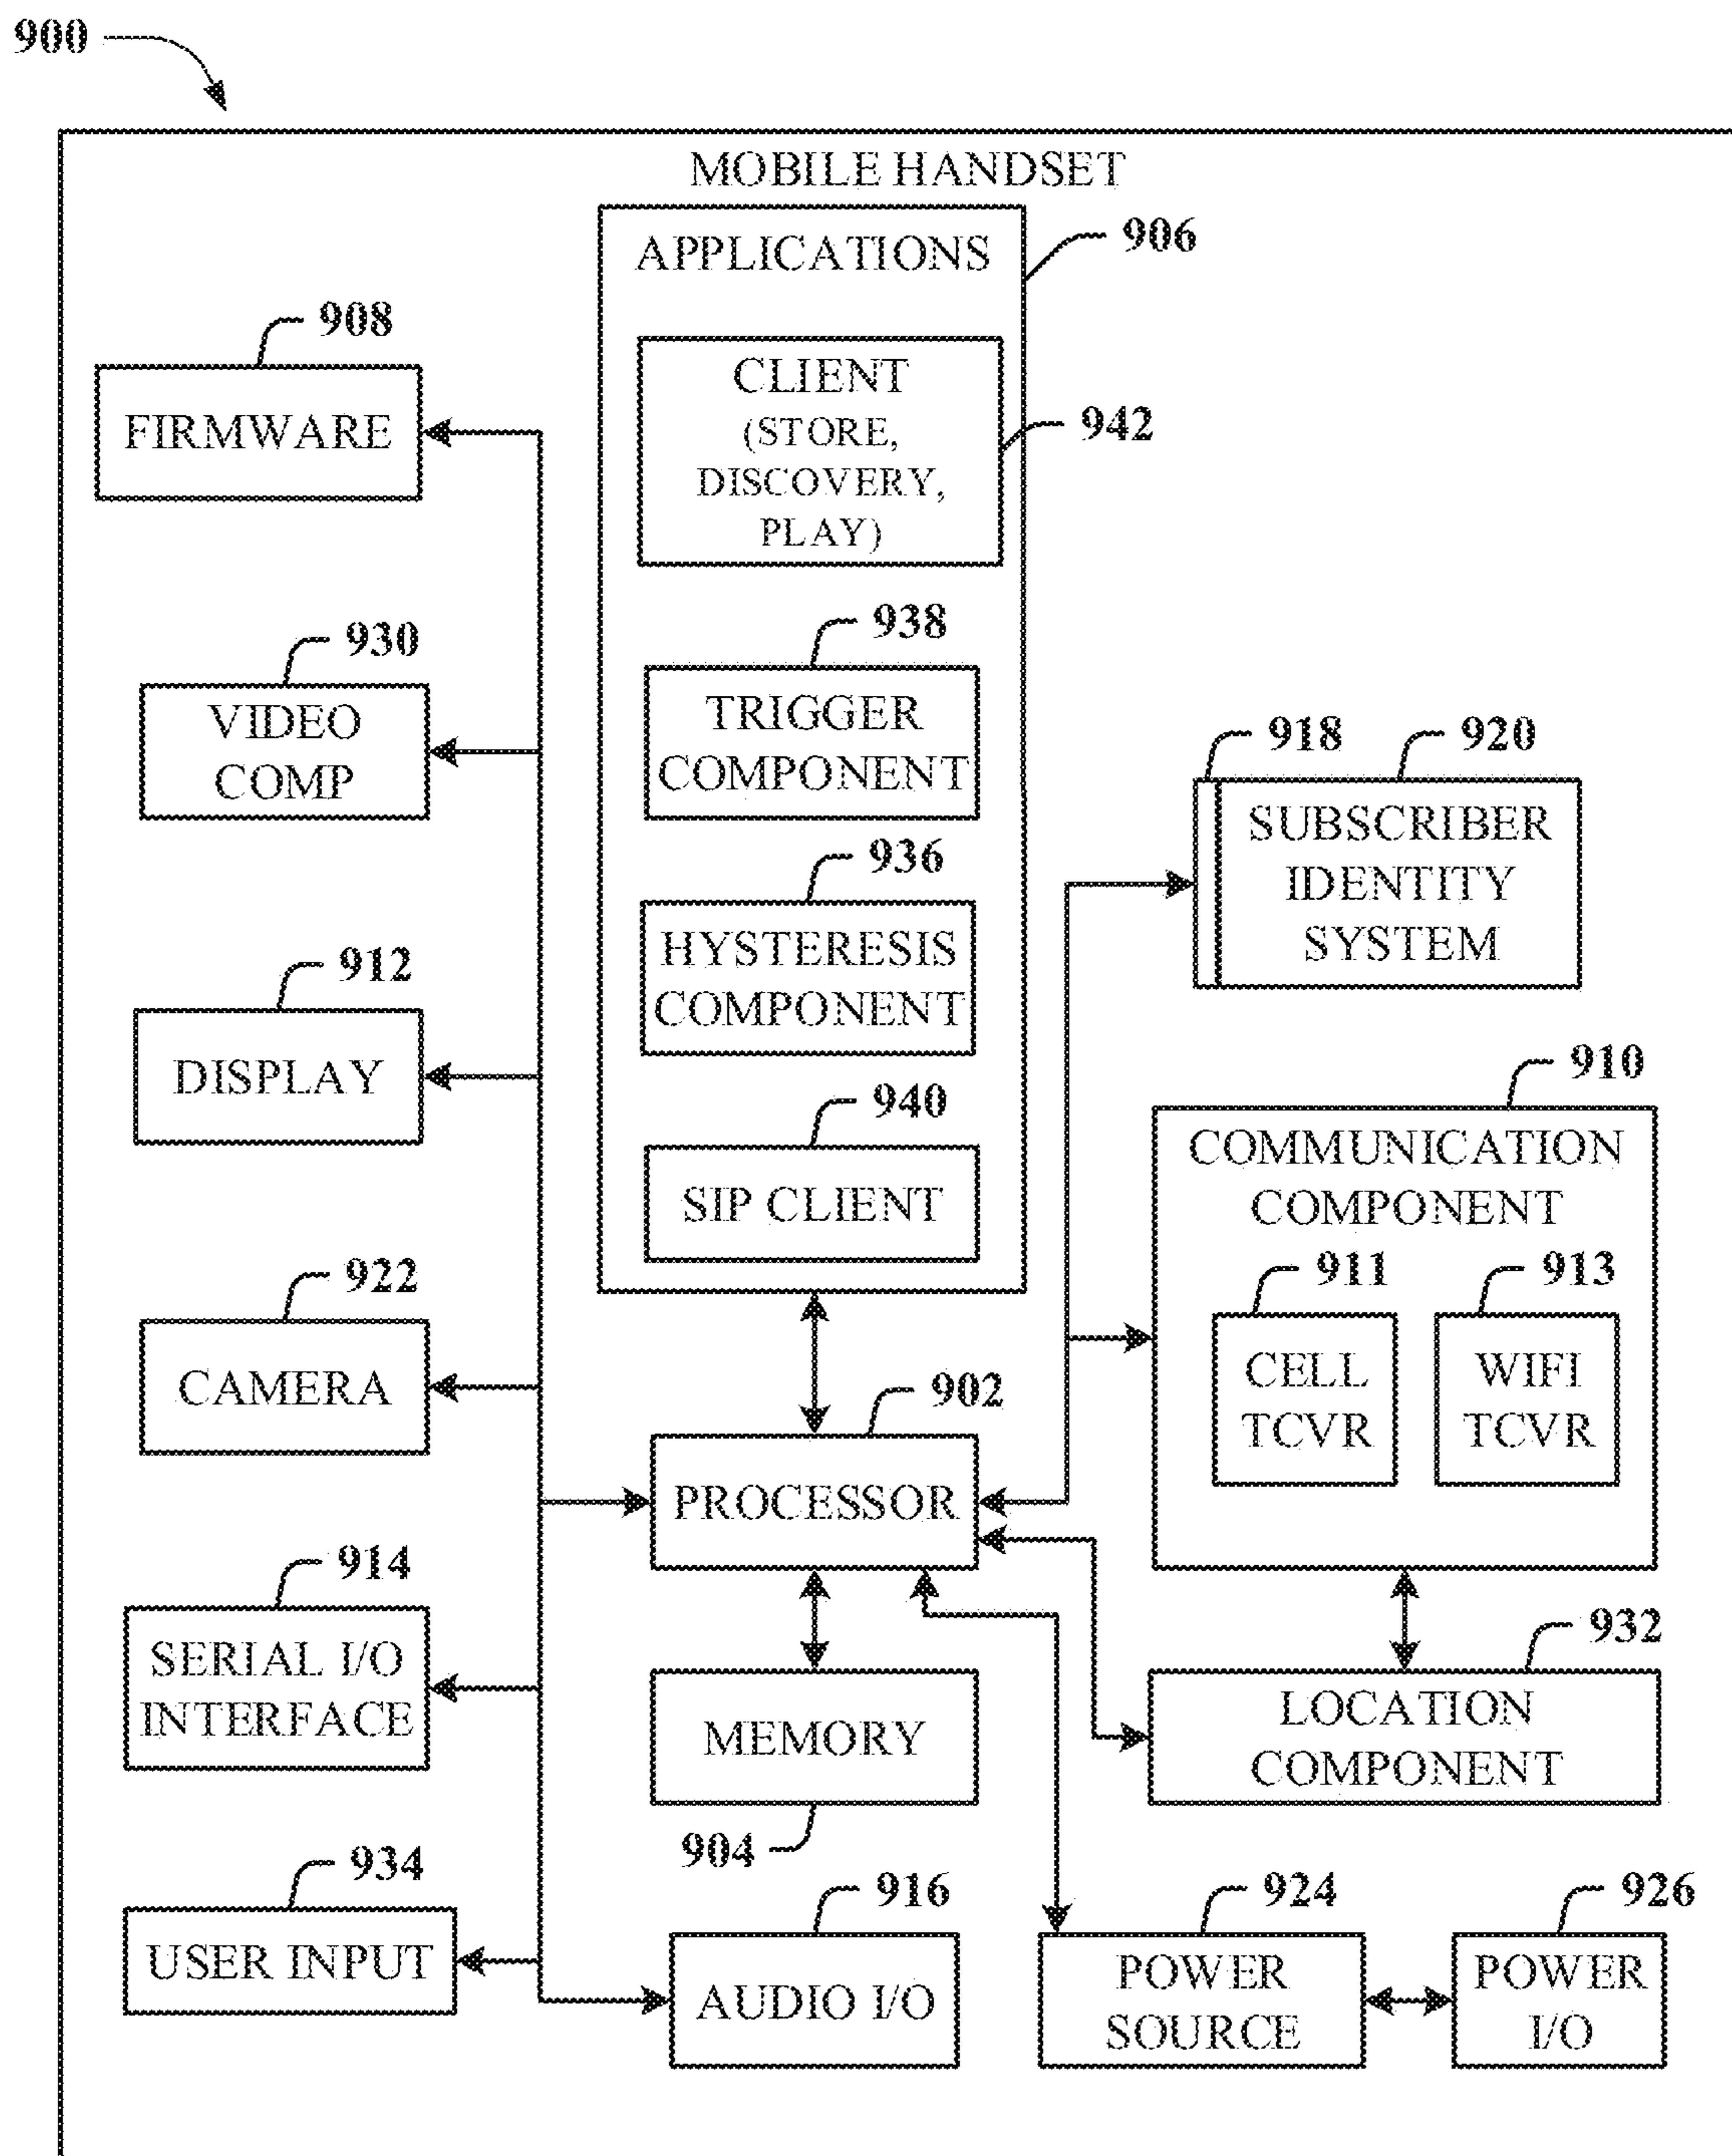 900
MOBILE HANDSET
APPLICATIONS
906
CLIENT
(STORE,
DISCOVERY,
PLAY)
942
938
TRIGGER
COMPONENT
936
HYSTERESIS
COMPONENT
940
SIP CLIENT
908
FIRMWARE
930
VIDEO
COMP
912
DISPLAY
922
CAMERA
914
SERIAL I/O
INTERFACE
934
USER INPUT
902
PROCESSOR
MEMORY
904
916
AUDIO I/O
918
920
SUBSCRIBER
IDENTITY
SYSTEM
910
COMMUNICATION
COMPONENT
911
CELL
TCVR
913
WIFI
TCVR
932
LOCATION
COMPONENT
924
POWER
SOURCE
926
POWER
I/O